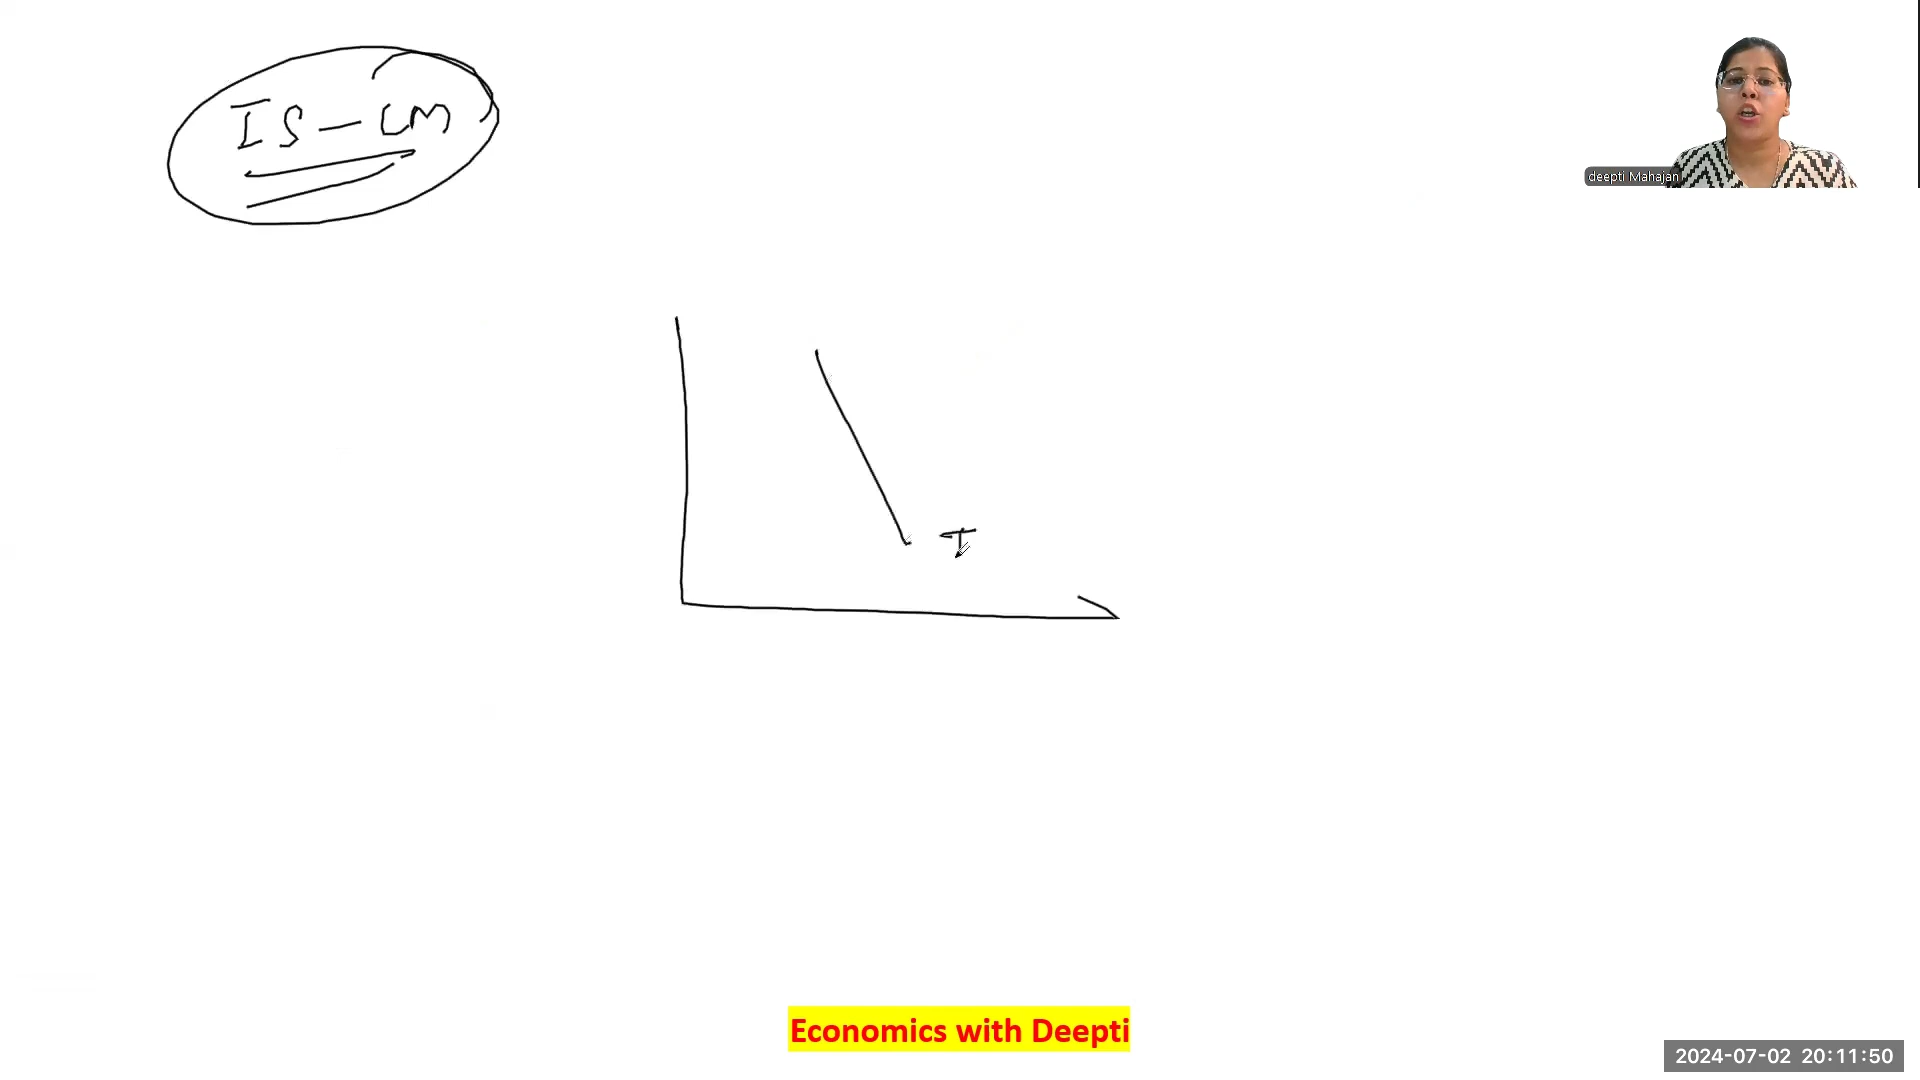 IS - LM
deepti Mahajan
I
Economics with Deepti
2024-07-02 20:11:50